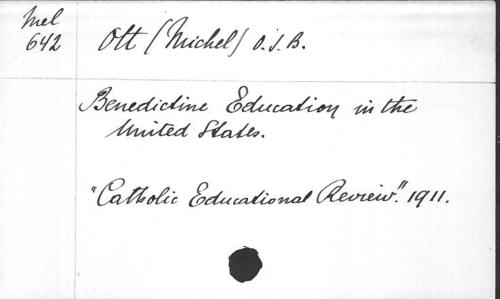 Mel
642
Ott (Michel) O.S.B.
Benedictine Education in the
United States.
"Catholic Educational Review". 1911.